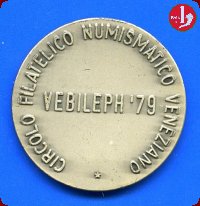 CIRCOLO FILATELICO NUMISMATICO VENEZIANO
VEBILEPH '79